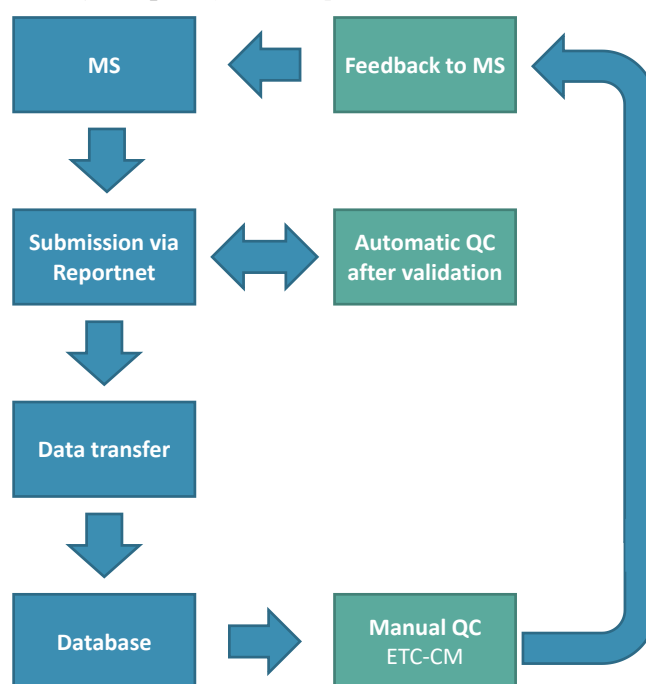 MS
Feedback to MS
Submission via
Reportnet
Automatic QC
after validation
Data transfer
Database
Manual QC
ETC-CM